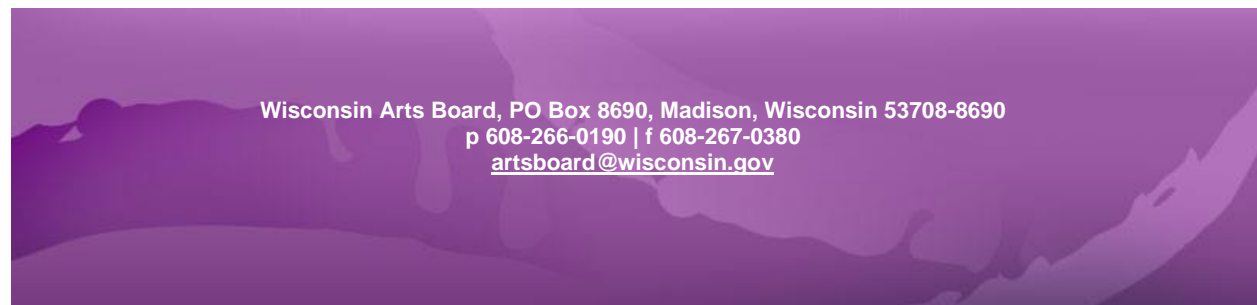 Wisconsin Arts Board, PO Box 8690, Madison, Wisconsin 53708-8690
p 608-266-0190 | f 608-267-0380
artsboard@wisconsin.gov